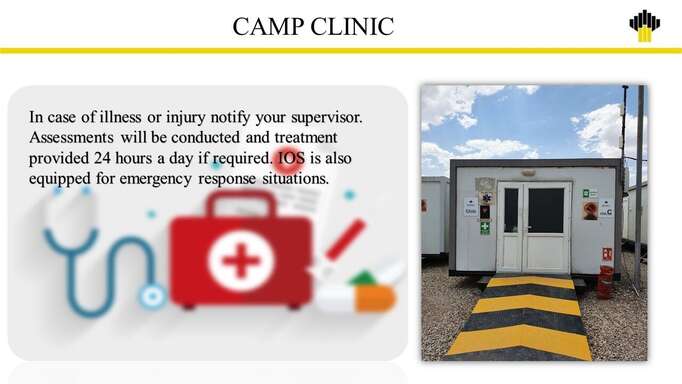 CAMP CLINIC
In case of illness or injury notify your supervisor.
Assessments will be conducted and treatment
provided 24 hours a day if required. IOS is also
equipped for emergency response situations.